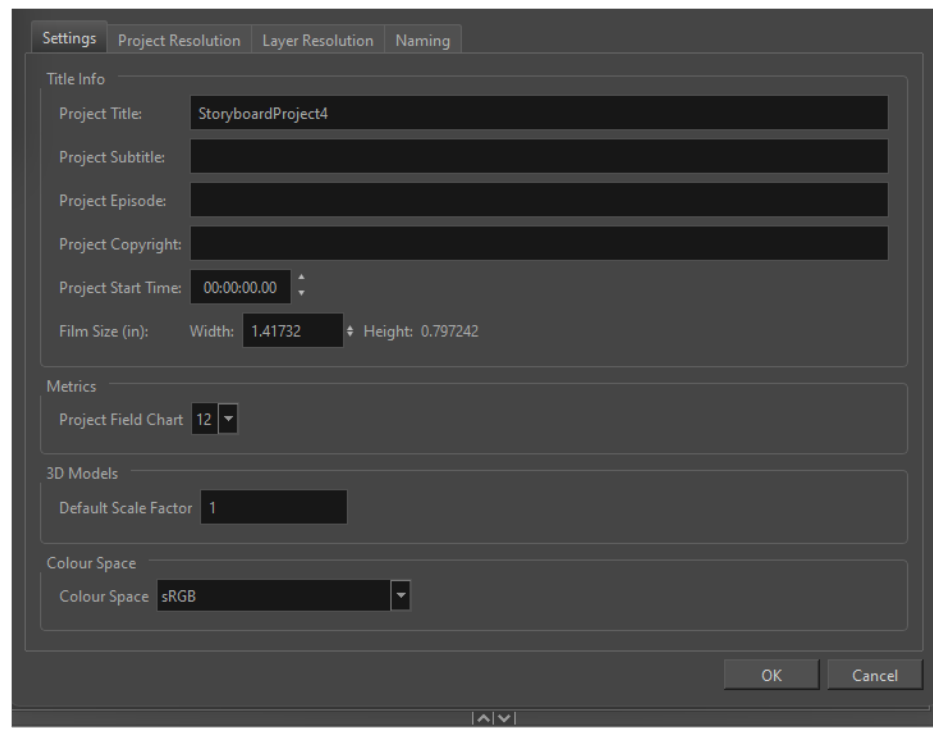 Settings Project Resolution Layer Resolution Naming
Title Info
Project Title: StoryboardProject4
Project Subtitle:
Project Episode:
Project Copyright:
Project Start Time: 00:00:00.00
Film Size (in): Width: 1.41732 Height: 0.797242
Metrics
Project Field Chart 12
3D Models
Default Scale Factor 1
Colour Space
Colour Space sRGB
OK Cancel